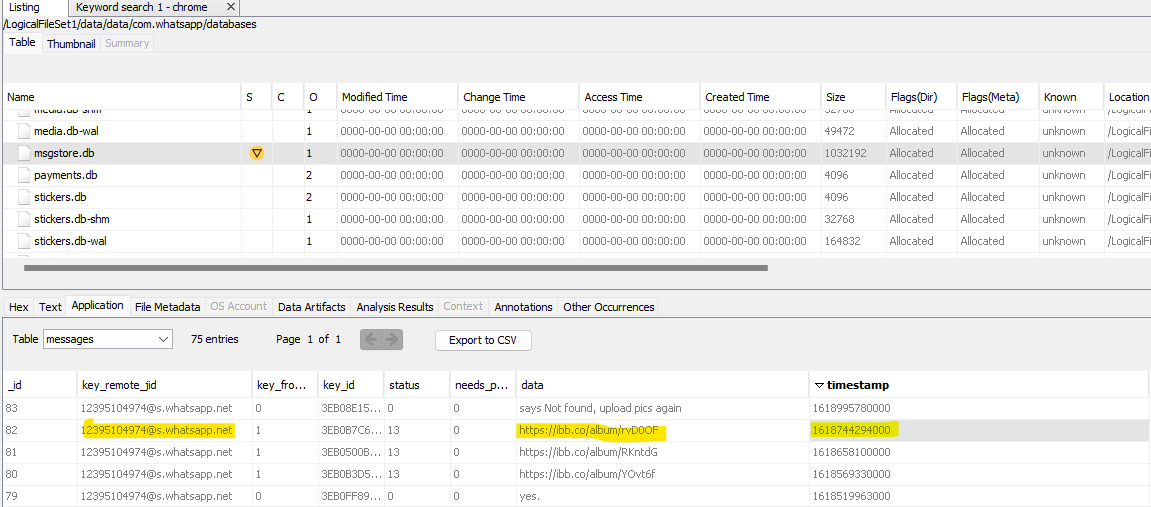 Listing Keyword search 1 - chrome ✕
/LogicalFileSet1/data/data/com.whatsapp/databases
Table Thumbnail Summary
Name S C O Modified Time Change Time Access Time Created Time Size Flags(Dir) Flags(Meta) Known Location
media.db-shm 1 0000-00-00 00:00:00 0000-00-00 00:00:00 0000-00-00 00:00:00 0000-00-00 00:00:00 32768 Allocated Allocated unknown /LogicalFi
media.db-wal 1 0000-00-00 00:00:00 0000-00-00 00:00:00 0000-00-00 00:00:00 0000-00-00 00:00:00 49472 Allocated Allocated unknown /LogicalFi
msgstore.db 1 0000-00-00 00:00:00 0000-00-00 00:00:00 0000-00-00 00:00:00 0000-00-00 00:00:00 1032192 Allocated Allocated unknown /LogicalFi
payments.db 2 0000-00-00 00:00:00 0000-00-00 00:00:00 0000-00-00 00:00:00 0000-00-00 00:00:00 4096 Allocated Allocated unknown /LogicalFi
stickers.db 2 0000-00-00 00:00:00 0000-00-00 00:00:00 0000-00-00 00:00:00 0000-00-00 00:00:00 4096 Allocated Allocated unknown /LogicalFi
stickers.db-shm 1 0000-00-00 00:00:00 0000-00-00 00:00:00 0000-00-00 00:00:00 0000-00-00 00:00:00 32768 Allocated Allocated unknown /LogicalFi
stickers.db-wal 1 0000-00-00 00:00:00 0000-00-00 00:00:00 0000-00-00 00:00:00 0000-00-00 00:00:00 164832 Allocated Allocated unknown /LogicalFi
Hex Text Application File Metadata OS Account Data Artifacts Analysis Results Context Annotations Other Occurrences
Table messages 75 entries Page 1 of 1 Export to CSV
_id key_remote_jid key_fro... key_id status needs_p... data timestamp
83 12395104974@s.whatsapp.net 0 3EB08E15... 0 0 says Not found, upload pics again 1618995780000
82 12395104974@s.whatsapp.net 1 3EB0B7C6... 13 0 https://ibb.co/album/rvD0OF 1618744294000
81 12395104974@s.whatsapp.net 1 3EB0500B... 13 0 https://ibb.co/album/RKntdG 1618658100000
80 12395104974@s.whatsapp.net 1 3EB0B3D5... 13 0 https://ibb.co/album/YOvt6f 1618569330000
79 12395104974@s.whatsapp.net 0 3EB0FF89... 0 0 yes. 1618519963000